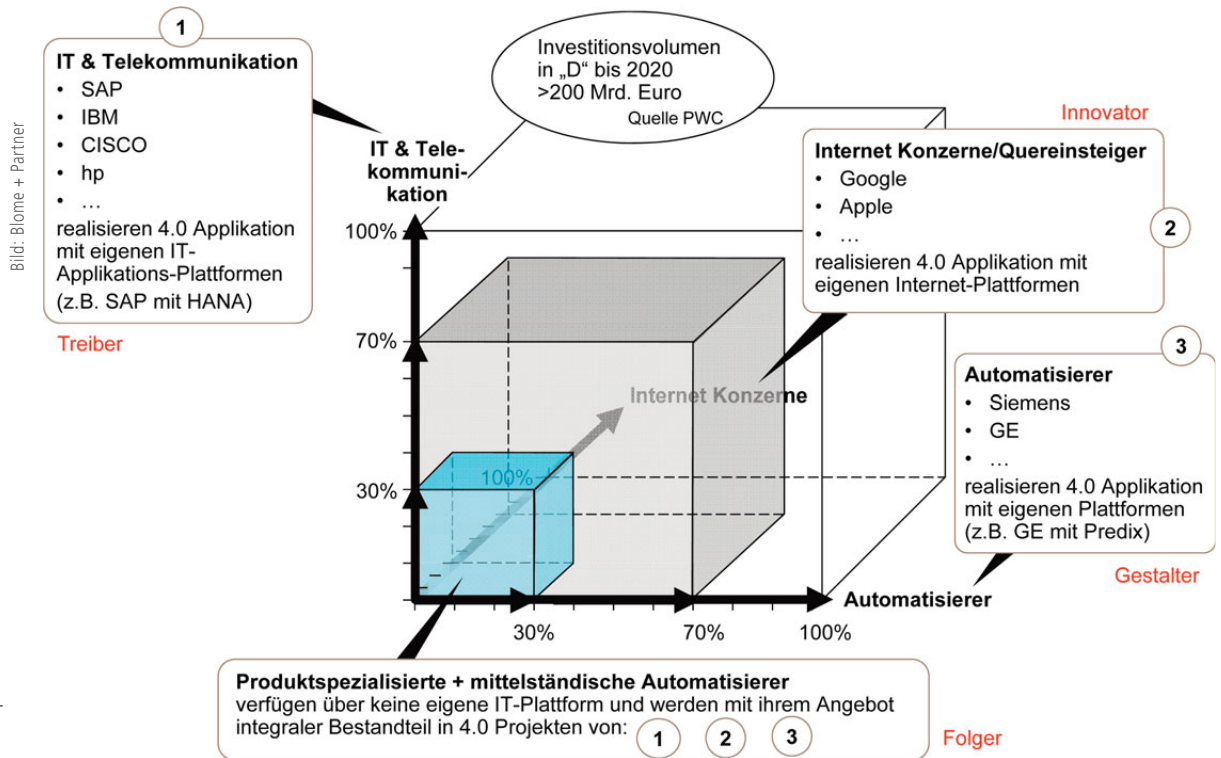 1
IT & Telekommunikation
• SAP
• IBM
• CISCO
• hp
• …
realisieren 4.0 Applikation
mit eigenen IT-
Applikations-Plattformen
(z.B. SAP mit HANA)
Treiber
Bild: Blome + Partner
Investitionsvolumen
in „D“ bis 2020
>200 Mrd. Euro
Quelle PWC
Innovator
Internet Konzerne/Quereinsteiger
• Google
• Apple
• …
realisieren 4.0 Applikation mit
eigenen Internet-Plattformen
2
3
Automatisierer
• Siemens
• GE
• …
realisieren 4.0 Applikation
mit eigenen Plattformen
(z.B. GE mit Predix)
Gestalter
IT & Tele-
kommuni-
kation
100%
70%
30%
Internet Konzerne
100%
Automatisierer
30%
70%
100%
Produktspezialisierte + mittelständische Automatisierer
verfügen über keine eigene IT-Plattform und werden mit ihrem Angebot
integraler Bestandteil in 4.0 Projekten von: 1 2 3
Folger